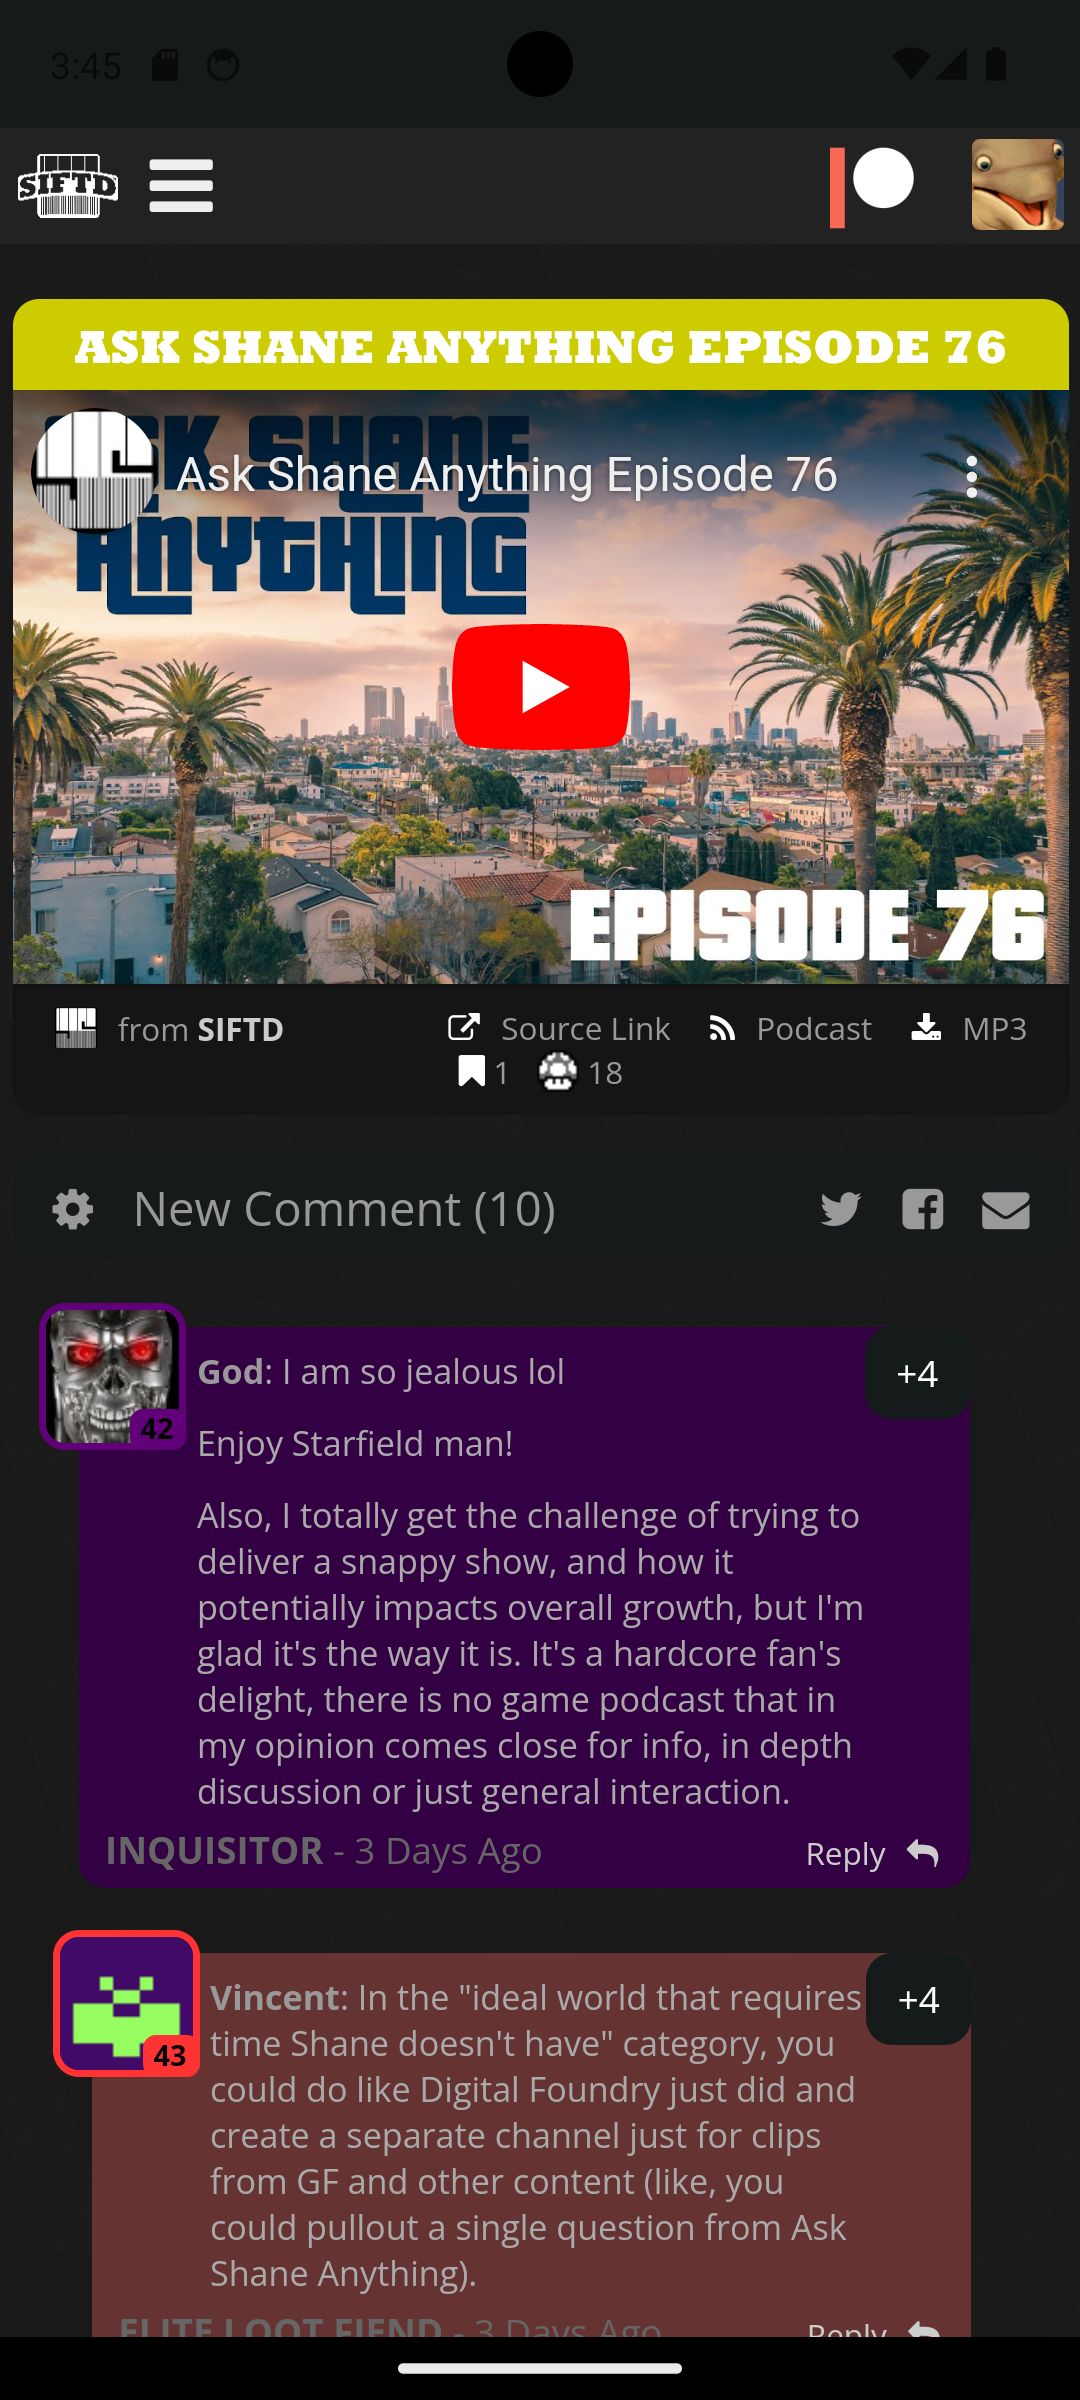 3:45
SIFTD
ASK SHANE ANYTHING EPISODE 76
ASK SHANE
Ask Shane Anything Episode 76
ANYTHING
EPISODE 76
from SIFTD
Source Link
Podcast
MP3
1
18
New Comment (10)
42
God: I am so jealous lol
+4
Enjoy Starfield man!
Also, I totally get the challenge of trying to
deliver a snappy show, and how it
potentially impacts overall growth, but I'm
glad it's the way it is. It's a hardcore fan's
delight, there is no game podcast that in
my opinion comes close for info, in depth
discussion or just general interaction.
INQUISITOR - 3 Days Ago
Reply
43
Vincent: In the "ideal world that requires
+4
time Shane doesn't have" category, you
could do like Digital Foundry just did and
create a separate channel just for clips
from GF and other content (like, you
could pullout a single question from Ask
Shane Anything).
ELITE LOOT FIEND - 3 Days Ago
Reply